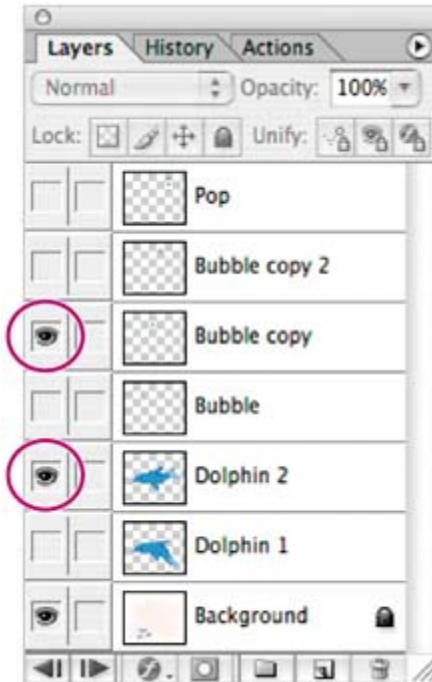 Layers History Actions
Normal Opacity: 100%
Lock: Unify:
Pop
Bubble copy 2
Bubble copy
Bubble
Dolphin 2
Dolphin 1
Background